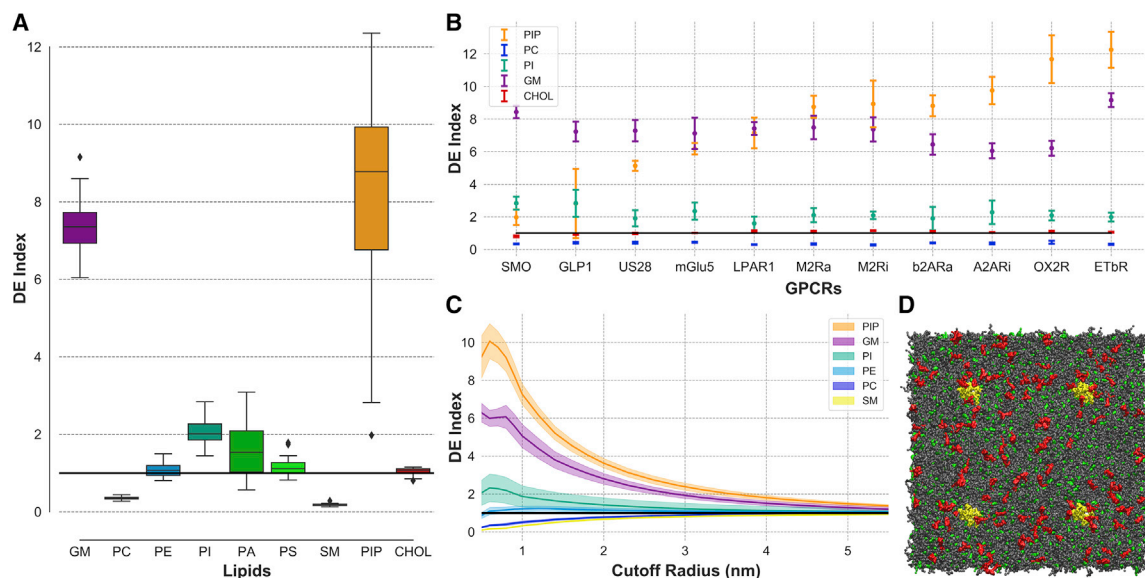 A
12
10
8
6
4
2
0
DE Index
GM PC PE PI PA PS SM PIP CHOL
Lipids
B
PIP
PC
PI
GM
CHOL
12
10
8
6
4
2
0
DE Index
SMO GLP1 US28 mGlu5 LPAR1 M2Ra M2Ri b2ARa A2ARi OX2R ETbR
GPCRs
C
PIP
GM
PI
PE
PC
SM
10
8
6
4
2
1
0
DE Index
1 2 3 4 5
Cutoff Radius (nm)
D